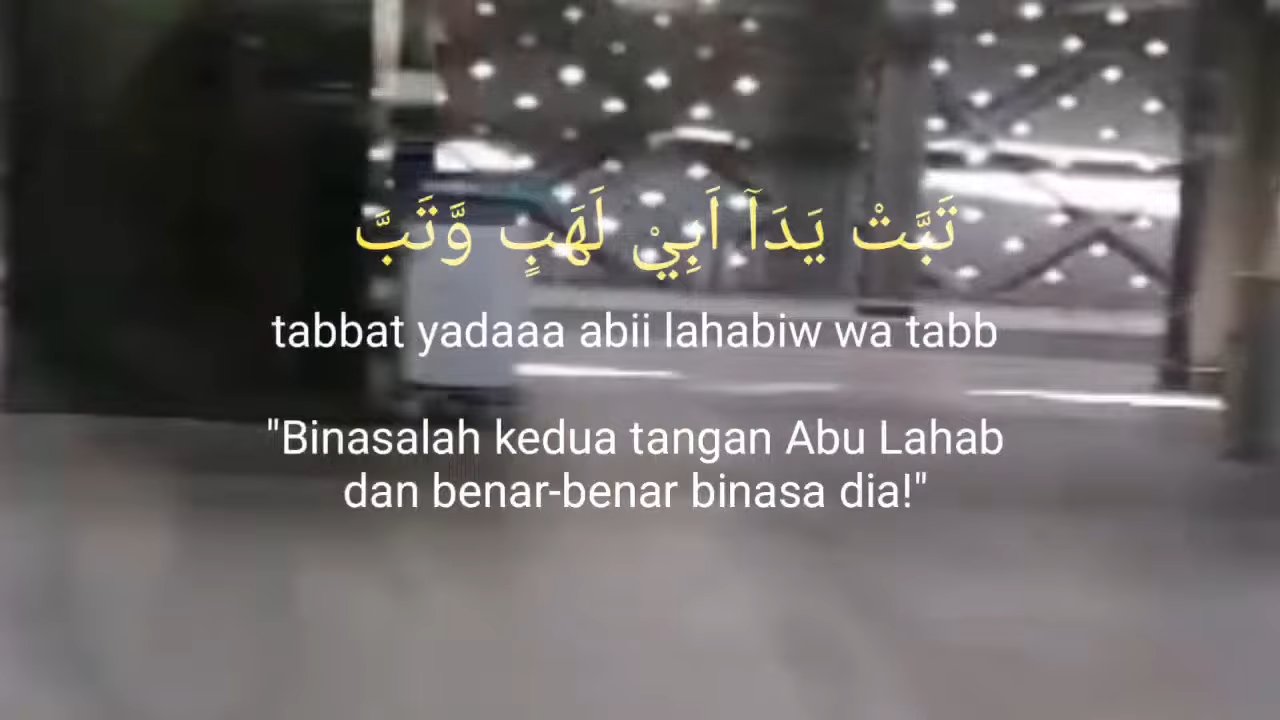 تَبَّتْ يَدَآ اَبِيْ لَهَبٍ وَّتَبَّ
tabbat yadaaa abii lahabiw wa tabb
"Binasalah kedua tangan Abu Lahab
dan benar-benar binasa dia!"